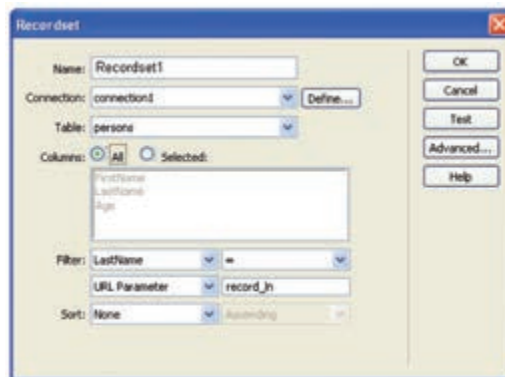 Recordset
Name: Recordset1
OK
Connection: connection1
Define...
Cancel
Table: persons
Test
Columns: All Selected:
Advanced...
FirstName
LastName
Age
Help
Filter: LastName =
URL Parameter record_ln
Sort: None Ascending